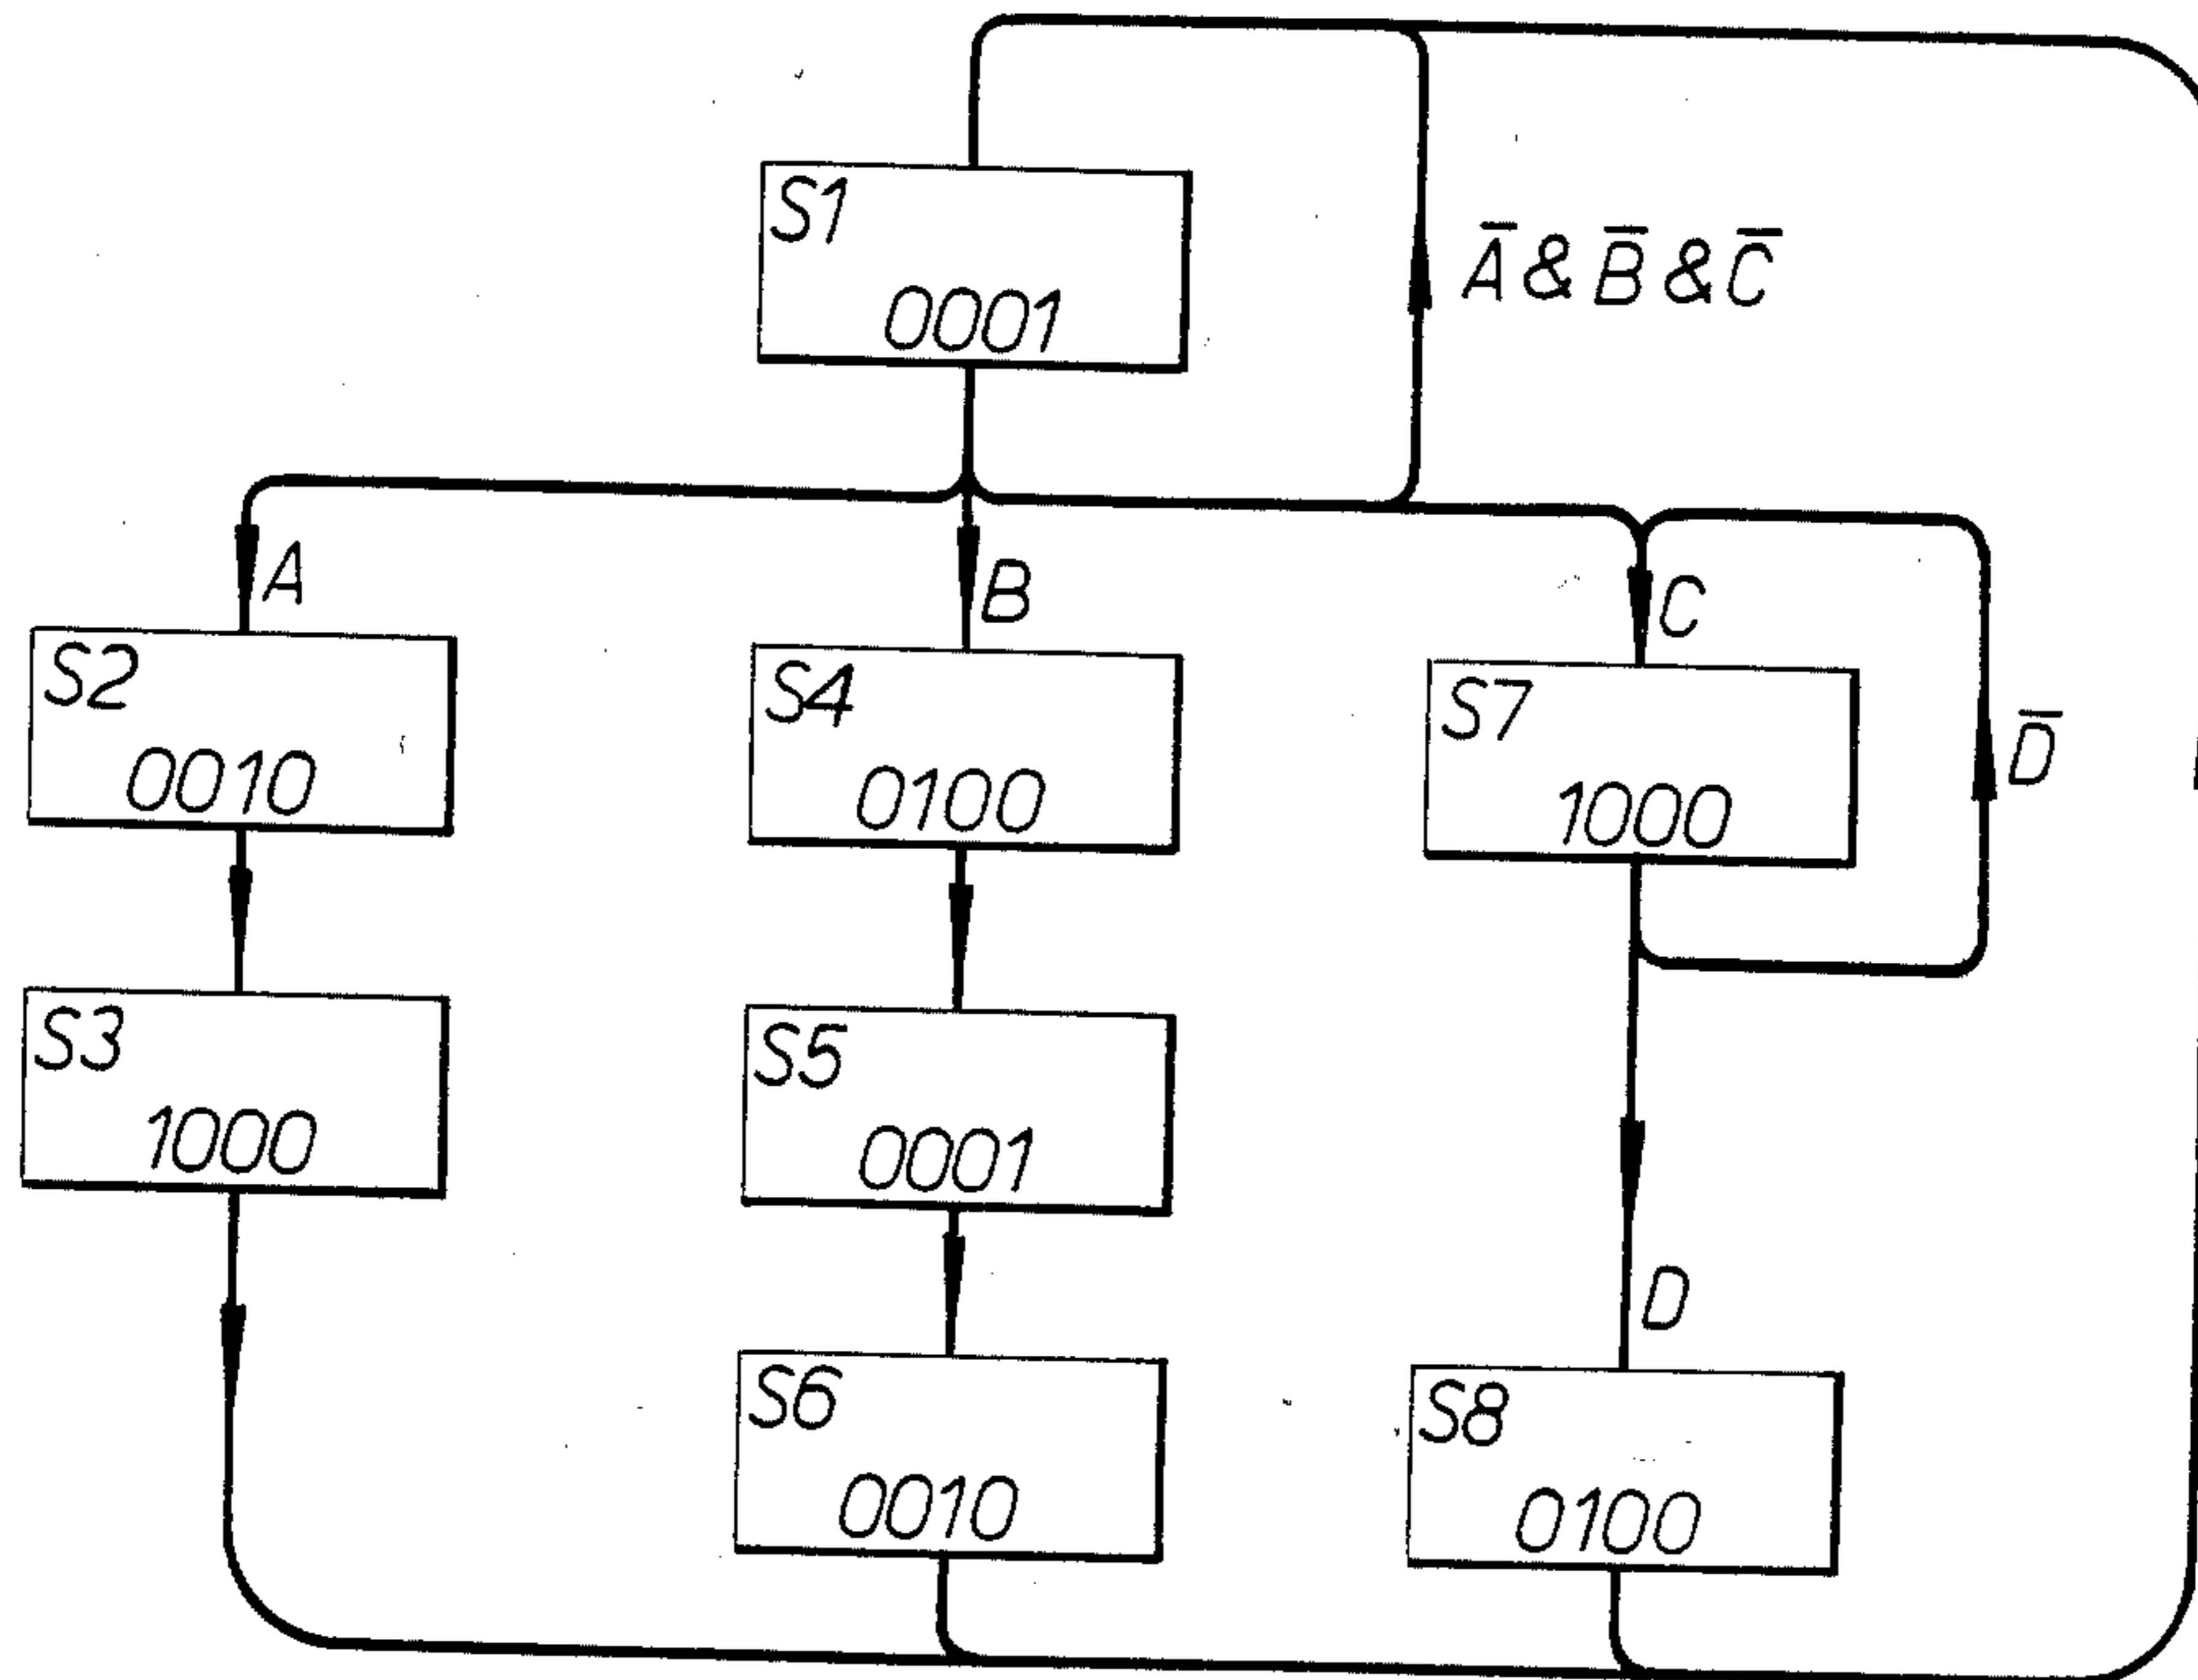 S1
0001
A̅ & B̅ & C̅
A
B
C
S2
0010
S4
0100
S7
1000
D̅
S3
1000
S5
0001
D
S6
0010
S8
0100